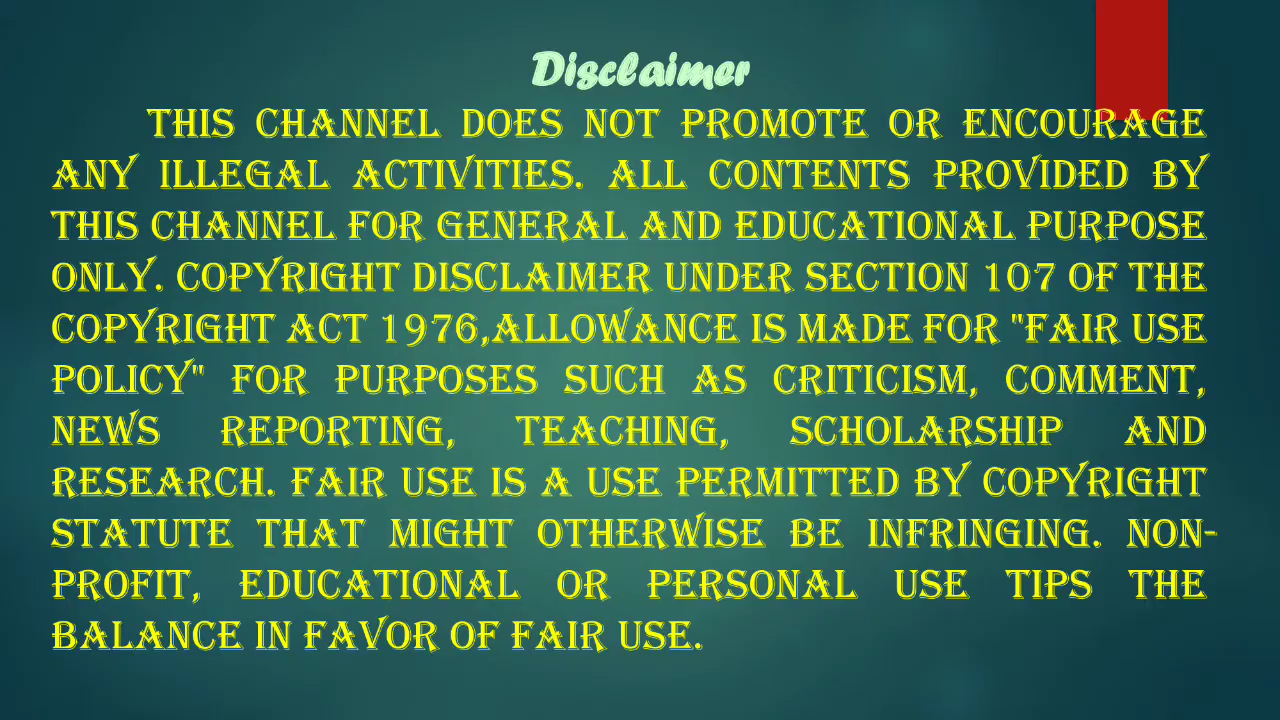 Disclaimer
THIS CHANNEL DOES NOT PROMOTE OR ENCOURAGE
ANY ILLEGAL ACTIVITIES. ALL CONTENTS PROVIDED BY
THIS CHANNEL FOR GENERAL AND EDUCATIONAL PURPOSE
ONLY. COPYRIGHT DISCLAIMER UNDER SECTION 107 OF THE
COPYRIGHT ACT 1976,ALLOWANCE IS MADE FOR "FAIR USE
POLICY" FOR PURPOSES SUCH AS CRITICISM, COMMENT,
NEWS REPORTING, TEACHING, SCHOLARSHIP AND
RESEARCH. FAIR USE IS A USE PERMITTED BY COPYRIGHT
STATUTE THAT MIGHT OTHERWISE BE INFRINGING. NON-
PROFIT, EDUCATIONAL OR PERSONAL USE TIPS THE
BALANCE IN FAVOR OF FAIR USE.